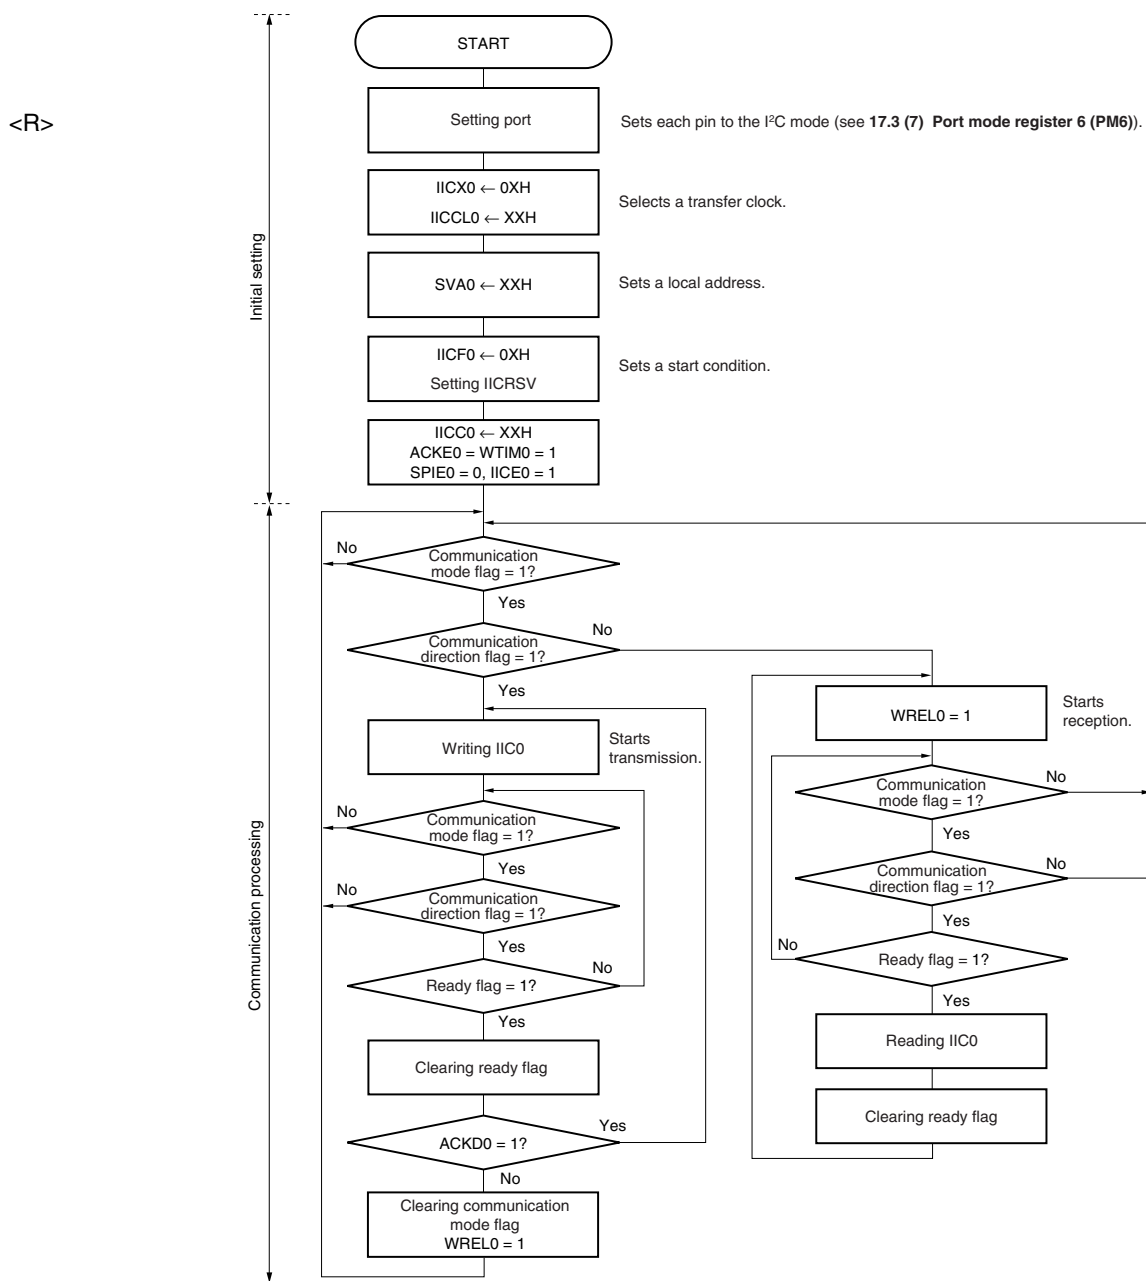 START
<R>
Setting port
Sets each pin to the I²C mode (see 17.3 (7) Port mode register 6 (PM6)).
IICX0 ← 0XH
IICCL0 ← XXH
Selects a transfer clock.
Initial setting
SVA0 ← XXH
Sets a local address.
IICF0 ← 0XH
Setting IICRSV
Sets a start condition.
IICC0 ← XXH
ACKE0 = WTIM0 = 1
SPIE0 = 0, IICE0 = 1
Communication processing
No
Communication
mode flag = 1?
Yes
Communication
direction flag = 1?
No
Yes
Writing IIC0
Starts
transmission.
No
Communication
mode flag = 1?
Yes
No
Communication
direction flag = 1?
Yes
Ready flag = 1?
No
Yes
Clearing ready flag
ACKD0 = 1?
Yes
No
Clearing communication
mode flag
WREL0 = 1
WREL0 = 1
Starts
reception.
Communication
mode flag = 1?
No
Yes
Communication
direction flag = 1?
No
Yes
No
Ready flag = 1?
Yes
Reading IIC0
Clearing ready flag